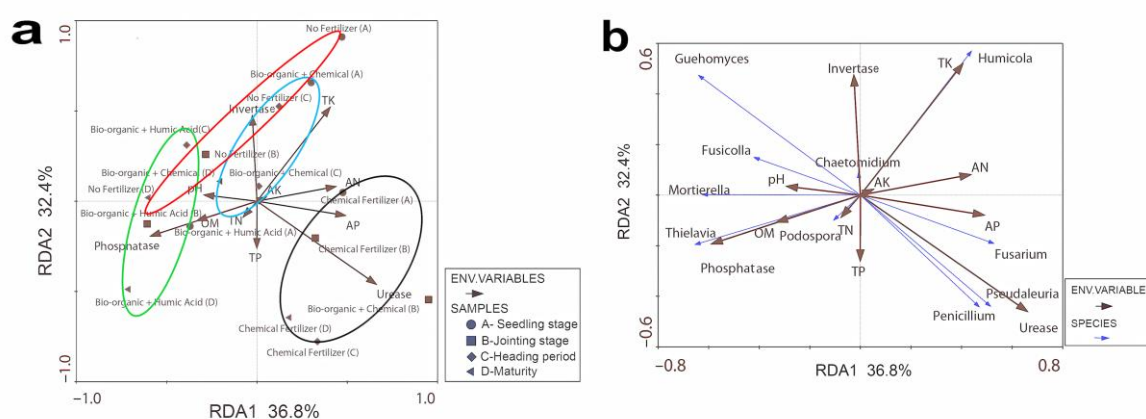 a
1.0
No Fertilizer (A)
Bio-organic + Chemical (A)
No Fertilizer (C)
TK
Invertase
Bio-organic + Humic Acid(C)
No Fertilizer (B)
Bio-organic + Chemical (D)
Bio-organic + Chemical (C)
No Fertilizer (D)
pH
AK
AN
Chemical Fertilizer (A)
Bio-organic + Humic Acid (B)
OM
TN
AP
Bio-organic + Humic Acid (A)
Phosphatase
TP
Chemical Fertilizer (B)
Urease
Bio-organic + Humic Acid (D)
Bio-organic + Chemical (B)
Chemical Fertilizer (D)
Chemical Fertilizer (C)
RDA2 32.4%
-1.0
-1.0
RDA1 36.8%
1.0
ENV.VARIABLES
SAMPLES
A- Seedling stage
B-Jointing stage
C-Heading period
D-Maturity
b
0.6
Guehomyces
Invertase
TK
Humicola
Fusicolla
Chaetomidium
pH
AK
AN
Mortierella
Thielavia
OM
Podospora
TN
AP
Phosphatase
TP
Fusarium
Pseudaleuria
Penicillium
Urease
RDA2 32.4%
-0.6
-0.8
RDA1 36.8%
0.8
ENV.VARIABLE
SPECIES